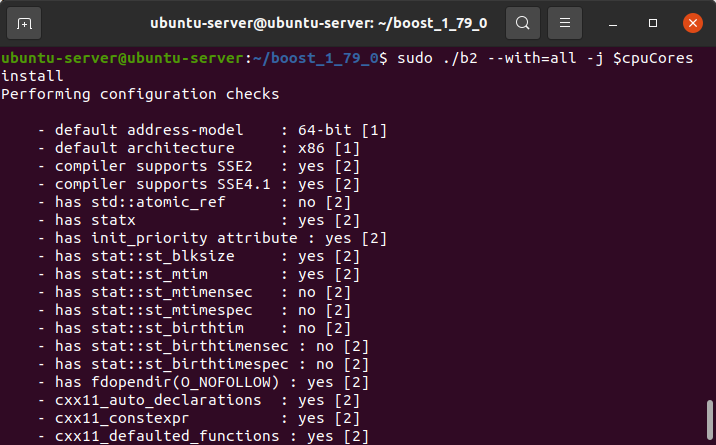 ubuntu-server@ubuntu-server: ~/boost_1_79_0
ubuntu-server@ubuntu-server:~/boost_1_79_0$ sudo ./b2 --with=all -j $cpuCores
install
Performing configuration checks
- default address-model    : 64-bit [1]
- default architecture     : x86 [1]
- compiler supports SSE2   : yes [2]
- compiler supports SSE4.1 : yes [2]
- has std::atomic_ref      : no [2]
- has statx                : yes [2]
- has init_priority attribute : yes [2]
- has stat::st_blksize     : yes [2]
- has stat::st_mtim        : yes [2]
- has stat::st_mtimensec   : no [2]
- has stat::st_mtimespec   : no [2]
- has stat::st_birthtim    : no [2]
- has stat::st_birthtimensec : no [2]
- has stat::st_birthtimespec : no [2]
- has fdopendir(O_NOFOLLOW) : yes [2]
- cxx11_auto_declarations  : yes [2]
- cxx11_constexpr          : yes [2]
- cxx11_defaulted_functions : yes [2]